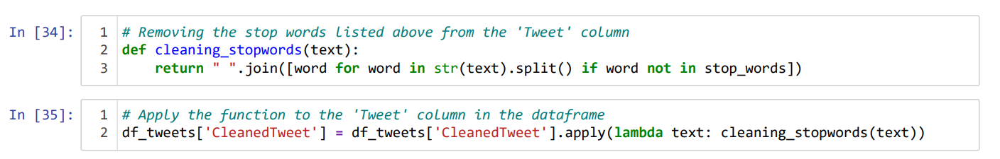 In [34]:
1 # Removing the stop words listed above from the 'Tweet' column
2 def cleaning_stopwords(text):
3     return " ".join([word for word in str(text).split() if word not in stop_words])
In [35]:
1 # Apply the function to the 'Tweet' column in the dataframe
2 df_tweets['CleanedTweet'] = df_tweets['CleanedTweet'].apply(lambda text: cleaning_stopwords(text))